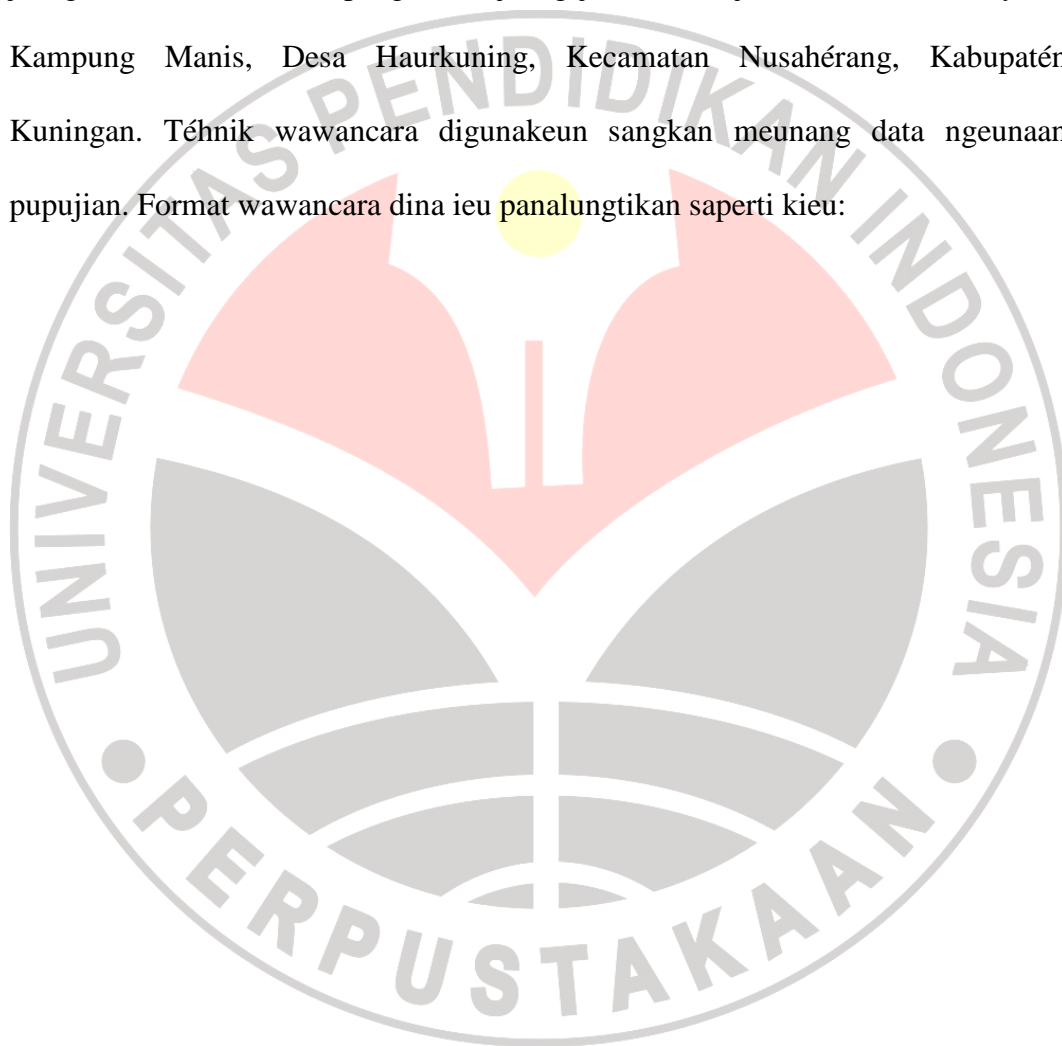 Kampung Manis, Desa Haurkuning, Kecamatan Nusahérang, Kabupatén
Kuningan. Téhnik wawancara digunakeun sangkan meunang data ngeunaan
pupujian. Format wawancara dina ieu panalungtikan saperti kieu:
UNIVERSITAS PENDIDIKAN INDONESIA
PERPUSTAKAAN